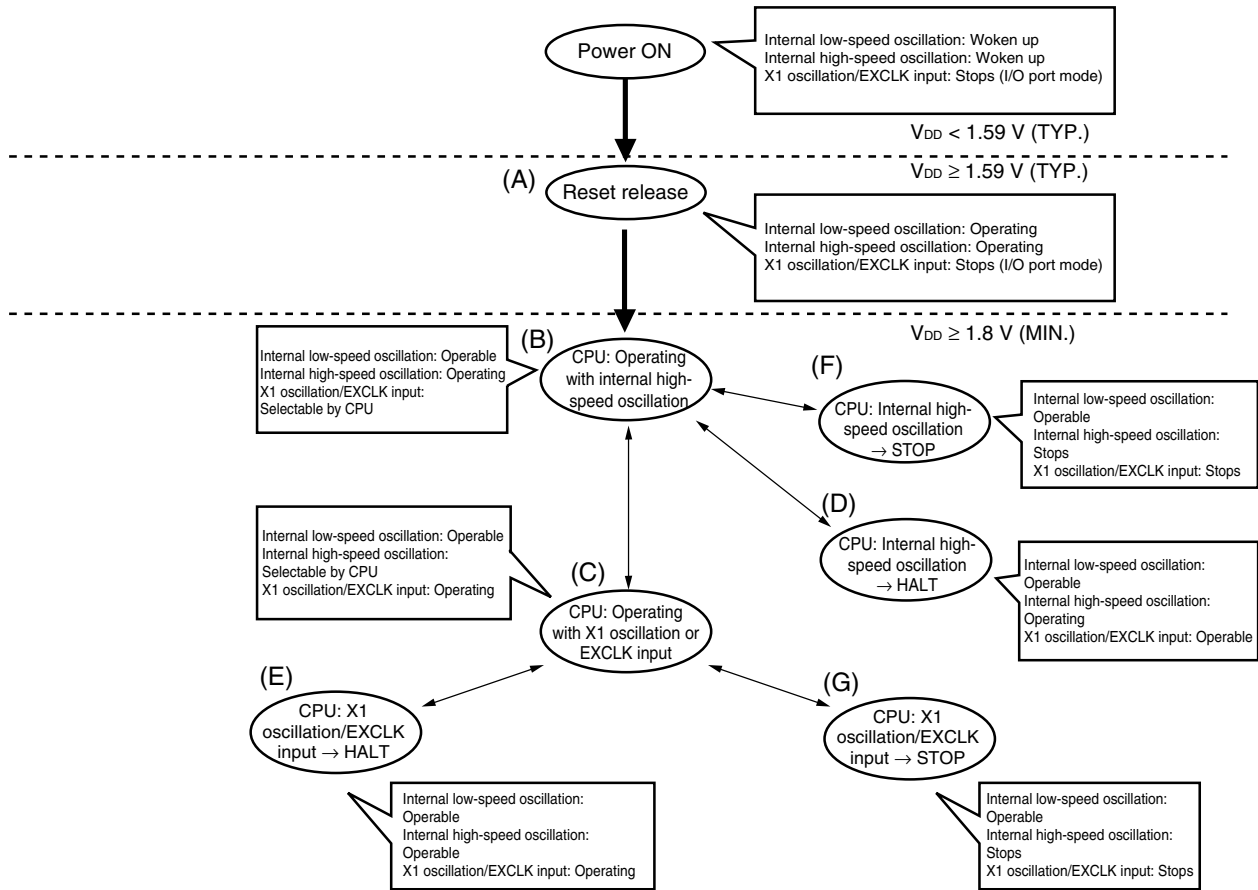 Power ON
Internal low-speed oscillation: Woken up
Internal high-speed oscillation: Woken up
X1 oscillation/EXCLK input: Stops (I/O port mode)
VDD < 1.59 V (TYP.)
VDD ≥ 1.59 V (TYP.)
(A)
Reset release
Internal low-speed oscillation: Operating
Internal high-speed oscillation: Operating
X1 oscillation/EXCLK input: Stops (I/O port mode)
VDD ≥ 1.8 V (MIN.)
(B)
Internal low-speed oscillation: Operable
Internal high-speed oscillation: Operating
X1 oscillation/EXCLK input:
Selectable by CPU
CPU: Operating
with internal high-
speed oscillation
(F)
CPU: Internal high-
speed oscillation
→ STOP
Internal low-speed oscillation:
Operable
Internal high-speed oscillation:
Stops
X1 oscillation/EXCLK input: Stops
(D)
CPU: Internal high-
speed oscillation
→ HALT
Internal low-speed oscillation:
Operable
Internal high-speed oscillation:
Operating
X1 oscillation/EXCLK input: Operable
Internal low-speed oscillation: Operable
Internal high-speed oscillation:
Selectable by CPU
X1 oscillation/EXCLK input: Operating
(C)
CPU: Operating
with X1 oscillation or
EXCLK input
(E)
CPU: X1
oscillation/EXCLK
input → HALT
Internal low-speed oscillation:
Operable
Internal high-speed oscillation:
Operable
X1 oscillation/EXCLK input: Operating
(G)
CPU: X1
oscillation/EXCLK
input → STOP
Internal low-speed oscillation:
Operable
Internal high-speed oscillation:
Stops
X1 oscillation/EXCLK input: Stops